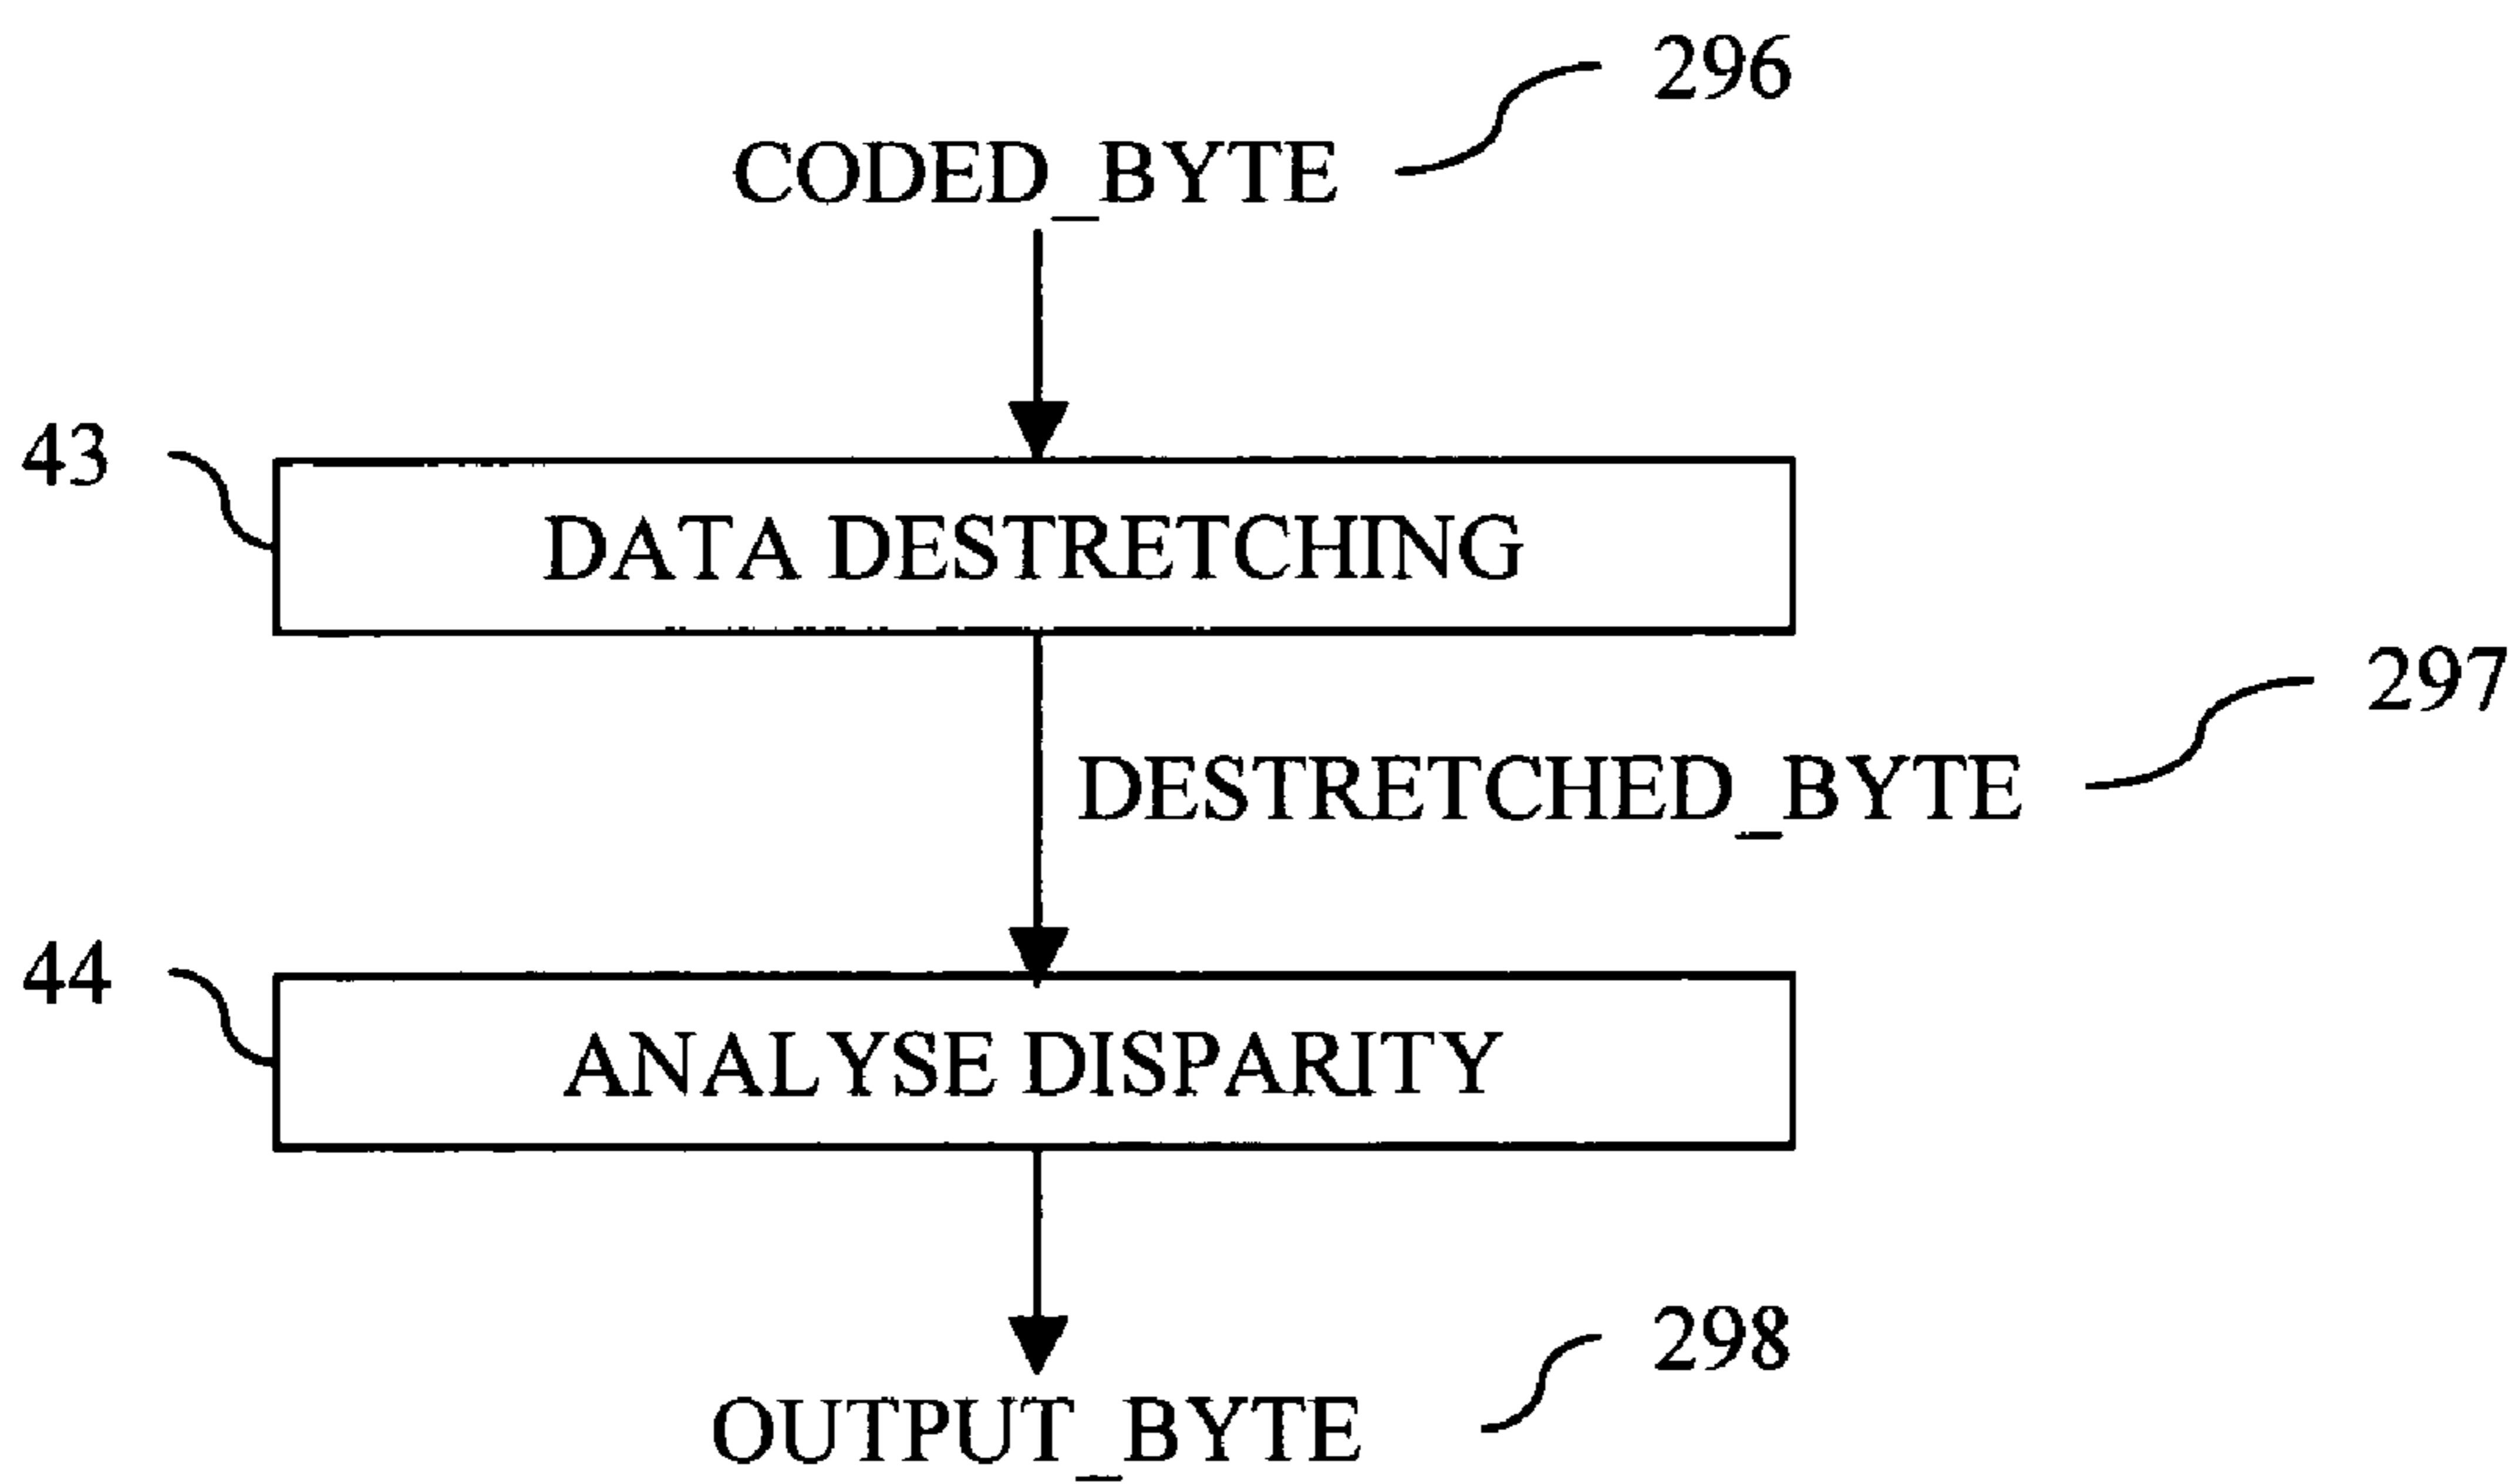 296
CODED_BYTE
43
DATA DESTRETCHING
297
DESTRETCHED_BYTE
44
ANALYSE DISPARITY
298
OUTPUT_BYTE